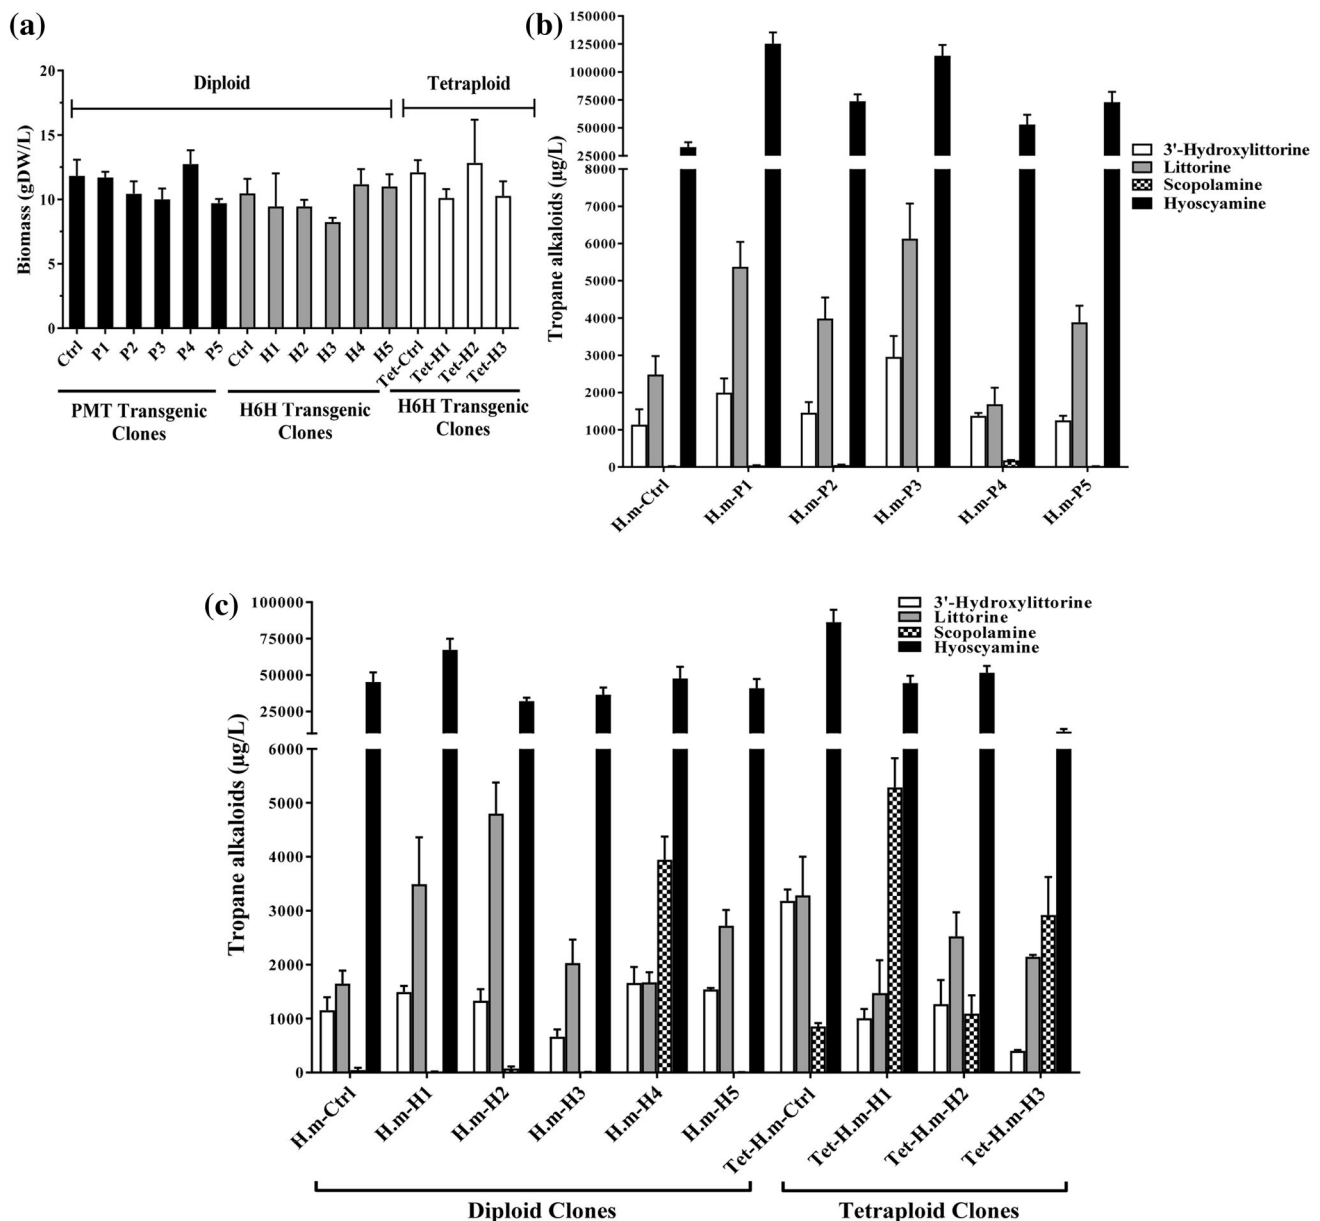 (a)
Diploid
Tetraploid
Biomass (gDW/L)
20
15
10
5
0
Ctrl
P1
P2
P3
P4
P5
Ctrl
H1
H2
H3
H4
H5
Tet-Ctrl
Tet-H1
Tet-H2
Tet-H3
PMT Transgenic
Clones
H6H Transgenic
Clones
H6H Transgenic
Clones
(b)
Tropane alkaloids (µg/L)
150000
125000
100000
75000
50000
25000
8000
7000
6000
5000
4000
3000
2000
1000
0
H.m-Ctrl
H.m-P1
H.m-P2
H.m-P3
H.m-P4
H.m-P5
3'-Hydroxylittorine
Littorine
Scopolamine
Hyoscyamine
(c)
Tropane alkaloids (µg/L)
100000
75000
50000
25000
6000
5000
4000
3000
2000
1000
0
3'-Hydroxylittorine
Littorine
Scopolamine
Hyoscyamine
H.m-Ctrl
H.m-H1
H.m-H2
H.m-H3
H.m-H4
H.m-H5
Tet-H.m-Ctrl
Tet-H.m-H1
Tet-H.m-H2
Tet-H.m-H3
Diploid Clones
Tetraploid Clones